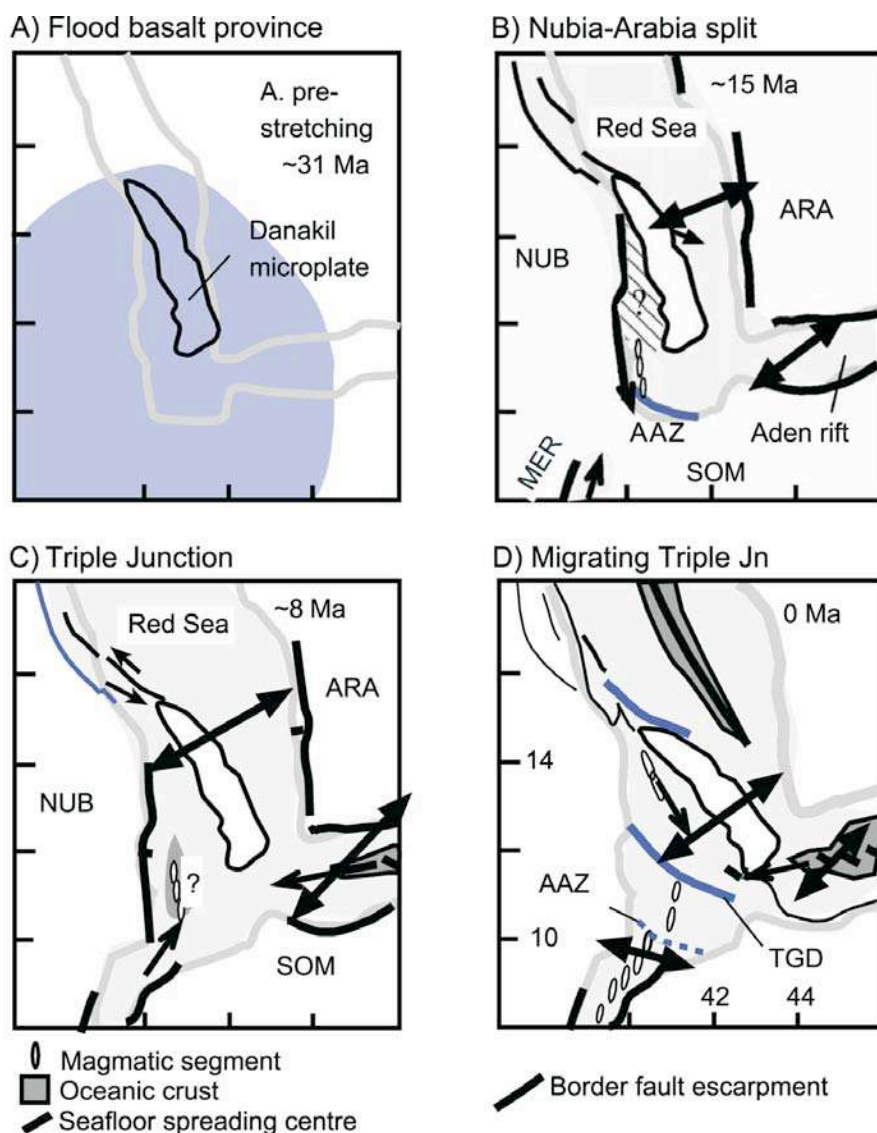 A) Flood basalt province
A. pre-
stretching
~31 Ma
Danakil
microplate
B) Nubia-Arabia split
~15 Ma
Red Sea
ARA
NUB
?
AAZ
Aden rift
MER
SOM
C) Triple Junction
~8 Ma
Red Sea
ARA
NUB
?
SOM
D) Migrating Triple Jn
0 Ma
14
AAZ
10
TGD
42
44
Magmatic segment
Oceanic crust
Seafloor spreading centre
Border fault escarpment